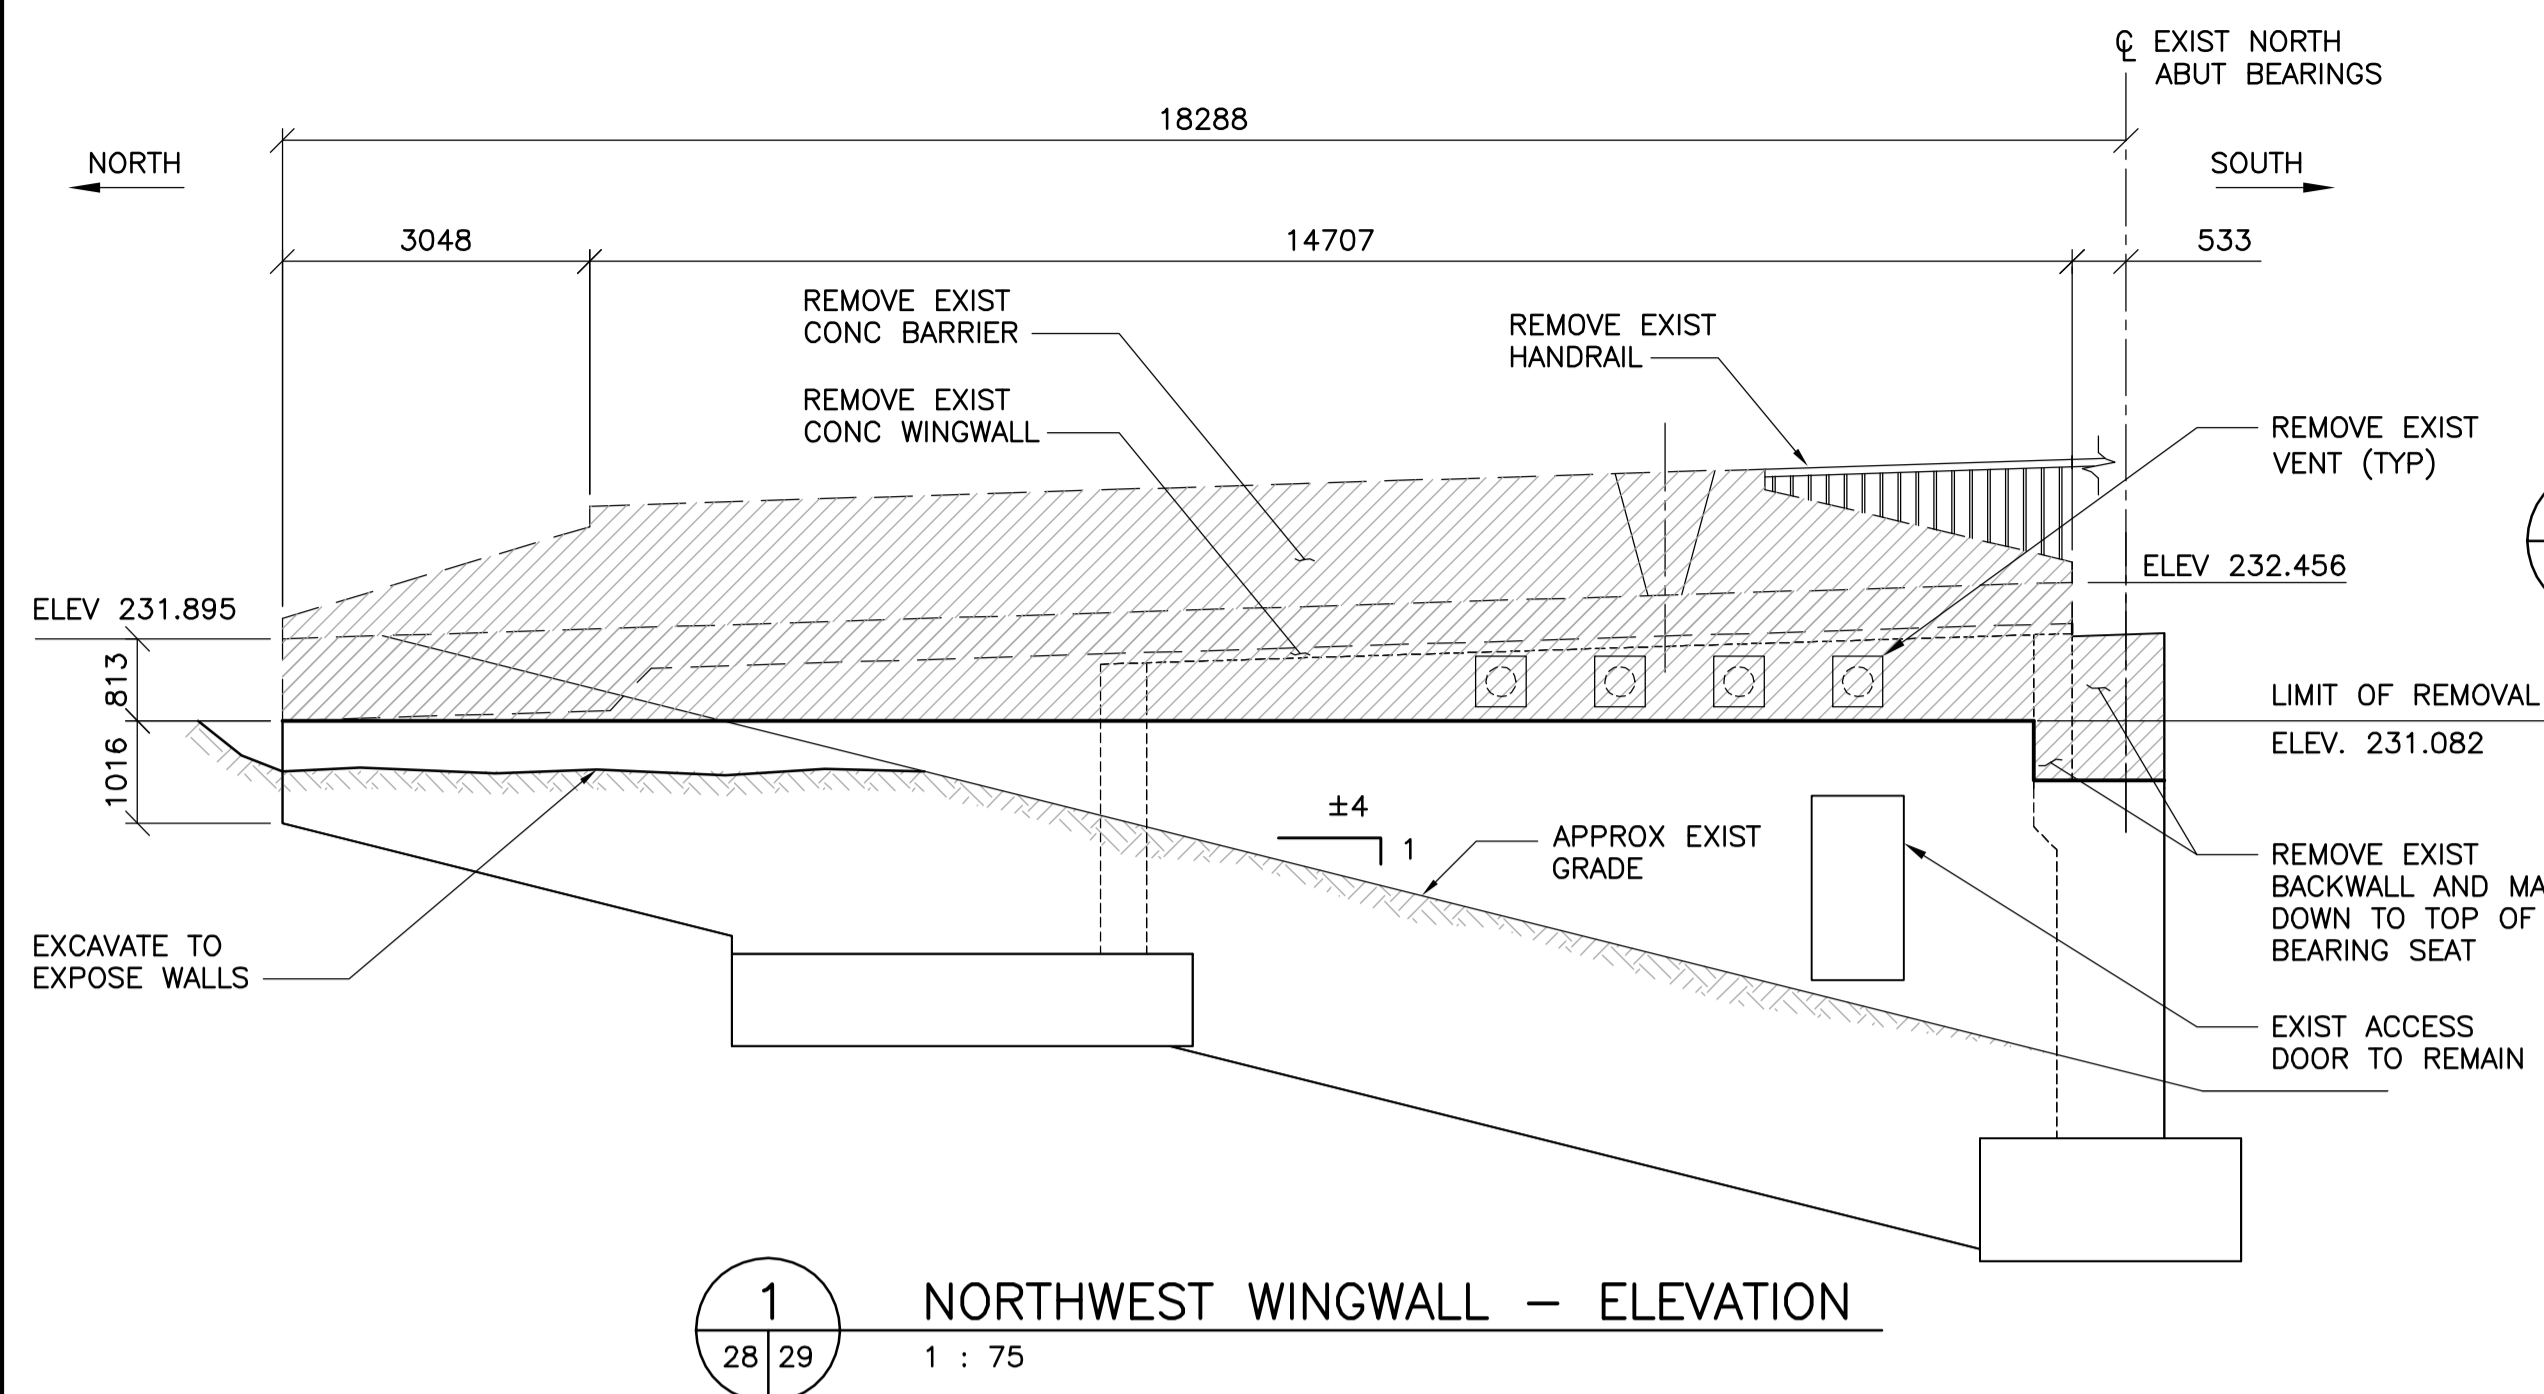 ℄ EXIST NORTH
ABUT BEARINGS
18288
NORTH
SOUTH
3048
14707
533
REMOVE EXIST
CONC BARRIER
REMOVE EXIST
HANDRAIL
REMOVE EXIST
CONC WINGWALL
REMOVE EXIST
VENT (TYP)
ELEV 232.456
ELEV 231.895
813
1016
LIMIT OF REMOVAL
ELEV. 231.082
±4
1
APPROX EXIST
GRADE
REMOVE EXIST
BACKWALL AND
DOWN TO TOP OF
BEARING SEAT
EXCAVATE TO
EXPOSE WALLS
EXIST ACCESS
DOOR TO REMAIN
1
28 29
NORTHWEST WINGWALL – ELEVATION
1 : 75